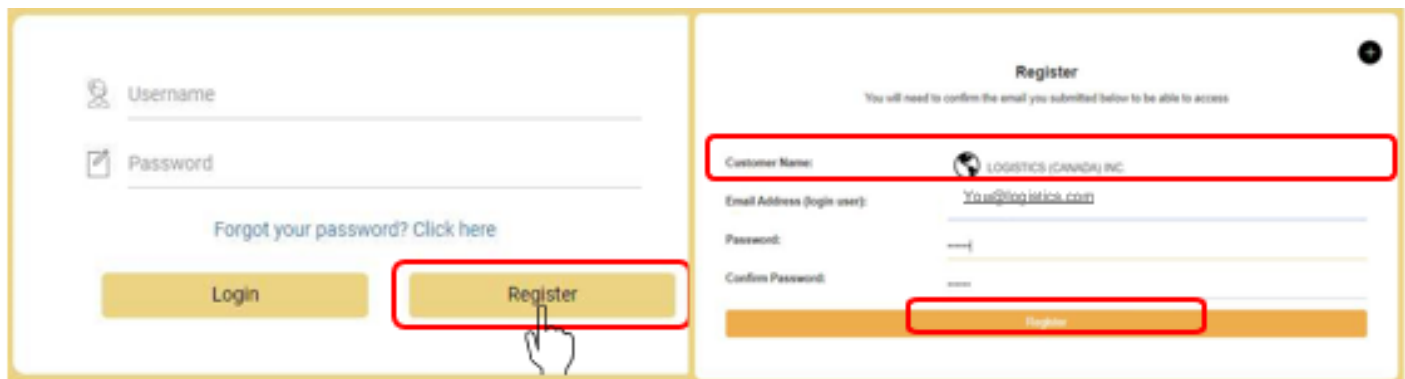 Username
Password
Forgot your password? Click here
Login
Register
Register
You will need to confirm the email you submitted below to be able to access
Customer Name:
LOGISTICS (CANADA) INC.
Email Address (login user):
You@logistics.com
Password:
Confirm Password:
Register